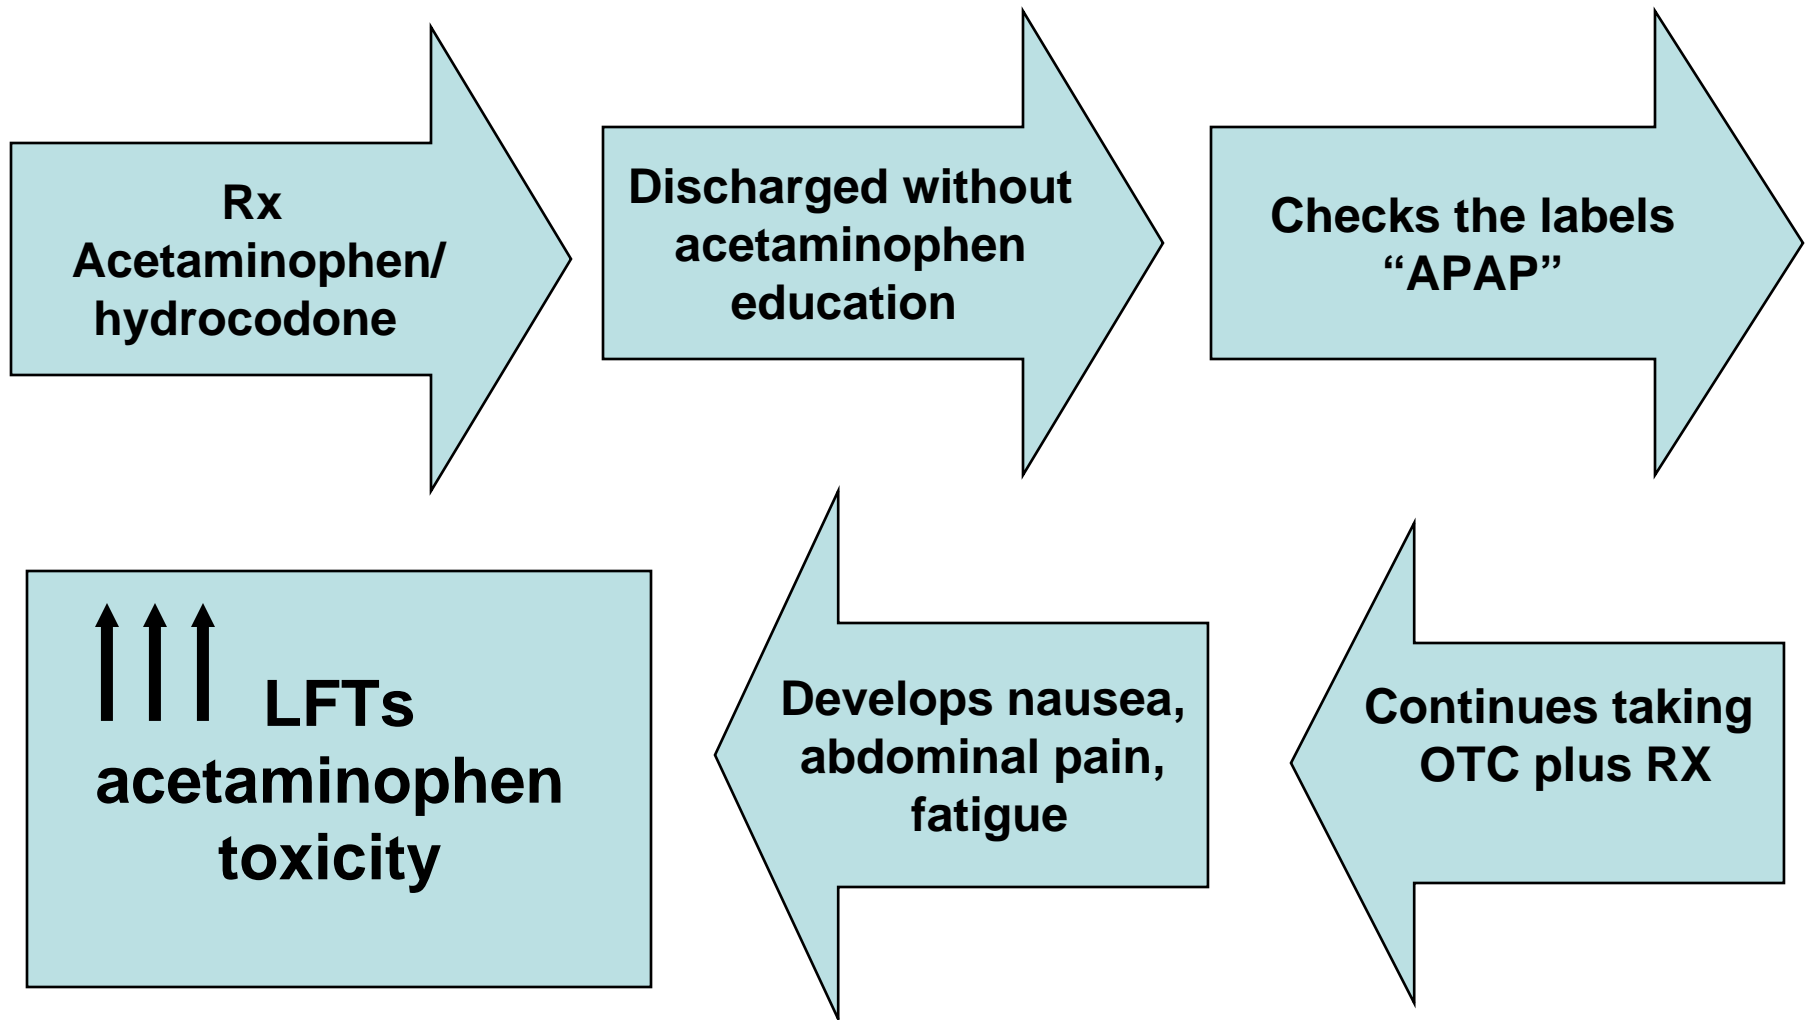 Rx
Acetaminophen/
hydrocodone
Discharged without
acetaminophen
education
Checks the labels
“APAP”
Continues taking
OTC plus RX
Develops nausea,
abdominal pain,
fatigue
LFTs
acetaminophen
toxicity